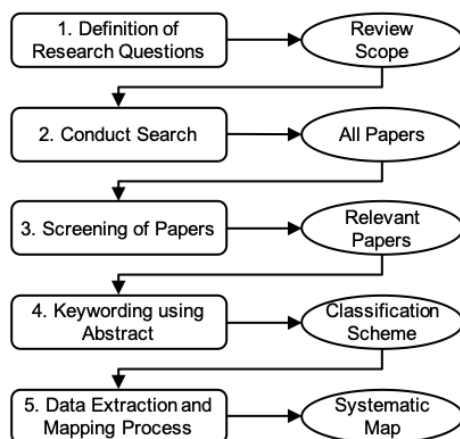 1. Definition of
Research Questions
Review
Scope
2. Conduct Search
All Papers
3. Screening of Papers
Relevant
Papers
4. Keywording using
Abstract
Classification
Scheme
5. Data Extraction and
Mapping Process
Systematic
Map